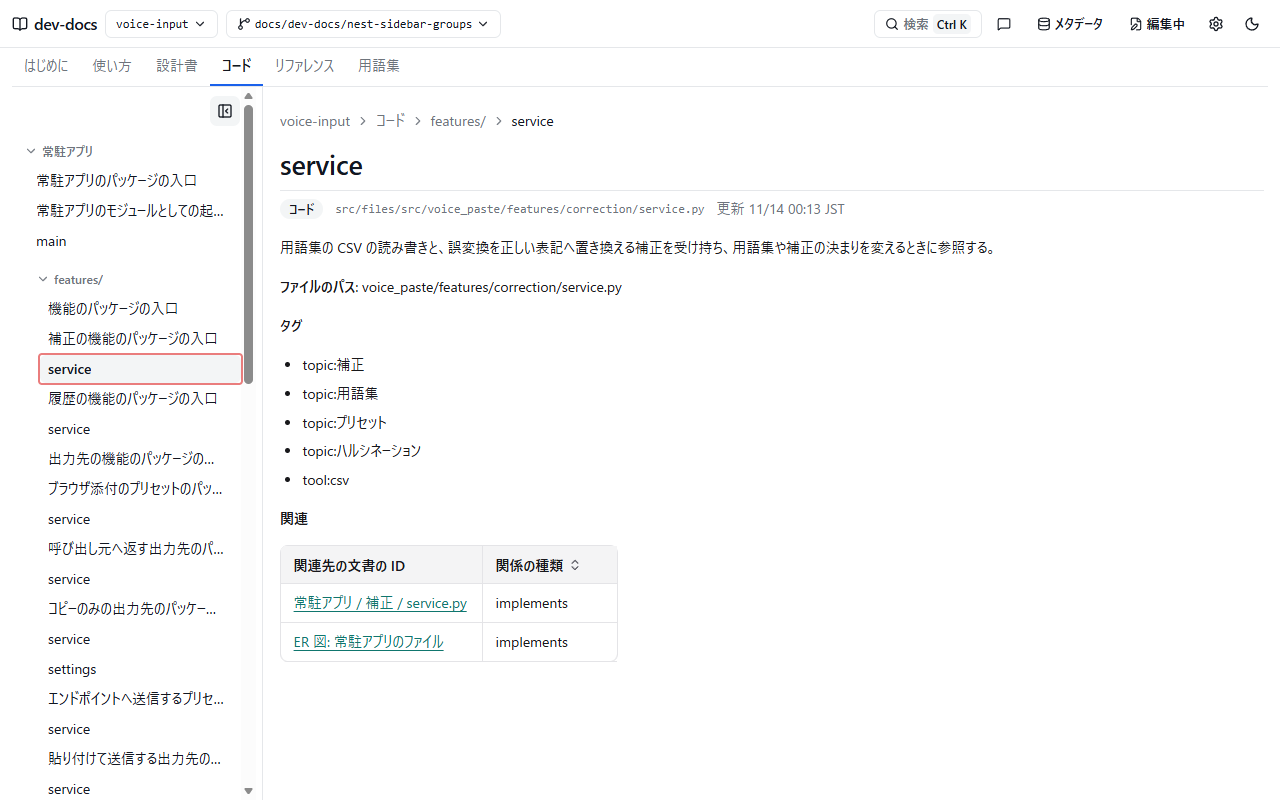 dev-docs
voice-input
docs/dev-docs/nest-sidebar-groups
検索 Ctrl K
メタデータ
編集中
はじめに 使い方 設計書 コード リファレンス 用語集
常駐アプリ
常駐アプリのパッケージの入口
常駐アプリのモジュールとしての起...
main
features/
機能のパッケージの入口
補正の機能のパッケージの入口
service
履歴の機能のパッケージの入口
service
出力先の機能のパッケージの...
ブラウザ添付のプリセットのパッ...
service
呼び出し元へ返す出力先のパ...
service
コピーのみの出力先のパッケー...
service
settings
エンドポイントへ送信するプリセ...
service
貼り付けて送信する出力先の...
service
voice-input > コード > features/ > service
service
コード src/files/src/voice_paste/features/correction/service.py 更新 11/14 00:13 JST
用語集の CSV の読み書きと、誤変換を正しい表記へ置き換える補正を受け持ち、用語集や補正の決まりを変えるときに参照する。
ファイルのパス: voice_paste/features/correction/service.py
タグ
• topic:補正
• topic:用語集
• topic:プリセット
• topic:ハルシネーション
• tool:csv
関連
関連先の文書の ID 関係の種類
常駐アプリ / 補正 / service.py implements
ER 図: 常駐アプリのファイル implements